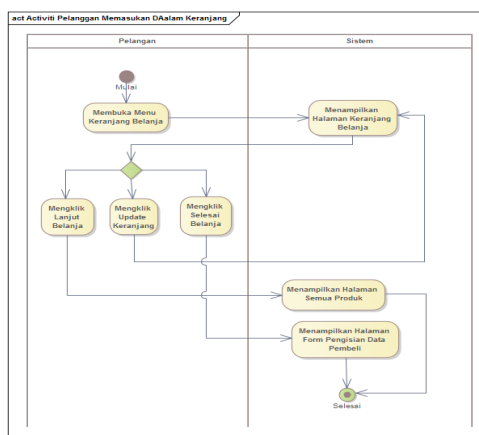 act Activiti Pelanggan Memasukan DAalam Keranjang
Pelangan
Sistem
Mulai
Membuka Menu
Keranjang Belanja
Menampilkan
Halaman Keranjang
Belanja
Mengklik
Lanjut
Belanja
Mengklik
Update
Keranjang
Mengklik
Selesai
Belanja
Menampilkan Halaman
Semua Produk
Menampilkan Halaman
Form Pengisian Data
Pembeli
Selesai